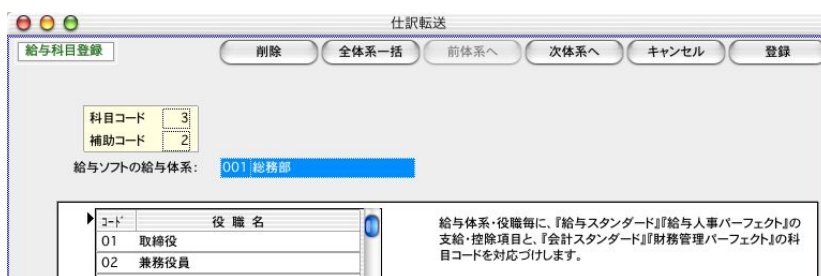 仕訳転送
給与科目登録 削除 全体系一括 前体系へ 次体系へ キャンセル 登録
科目コード 3
補助コード 2
給与ソフトの給与体系: 001 総務部
コード 役 職 名
01 取締役
02 兼務役員
給与体系・役職毎に、『給与スタンダード』『給与人事パーフェクト』の
支給・控除項目と、『会計スタンダード』『財務管理パーフェクト』の科
目コードを対応づけします。